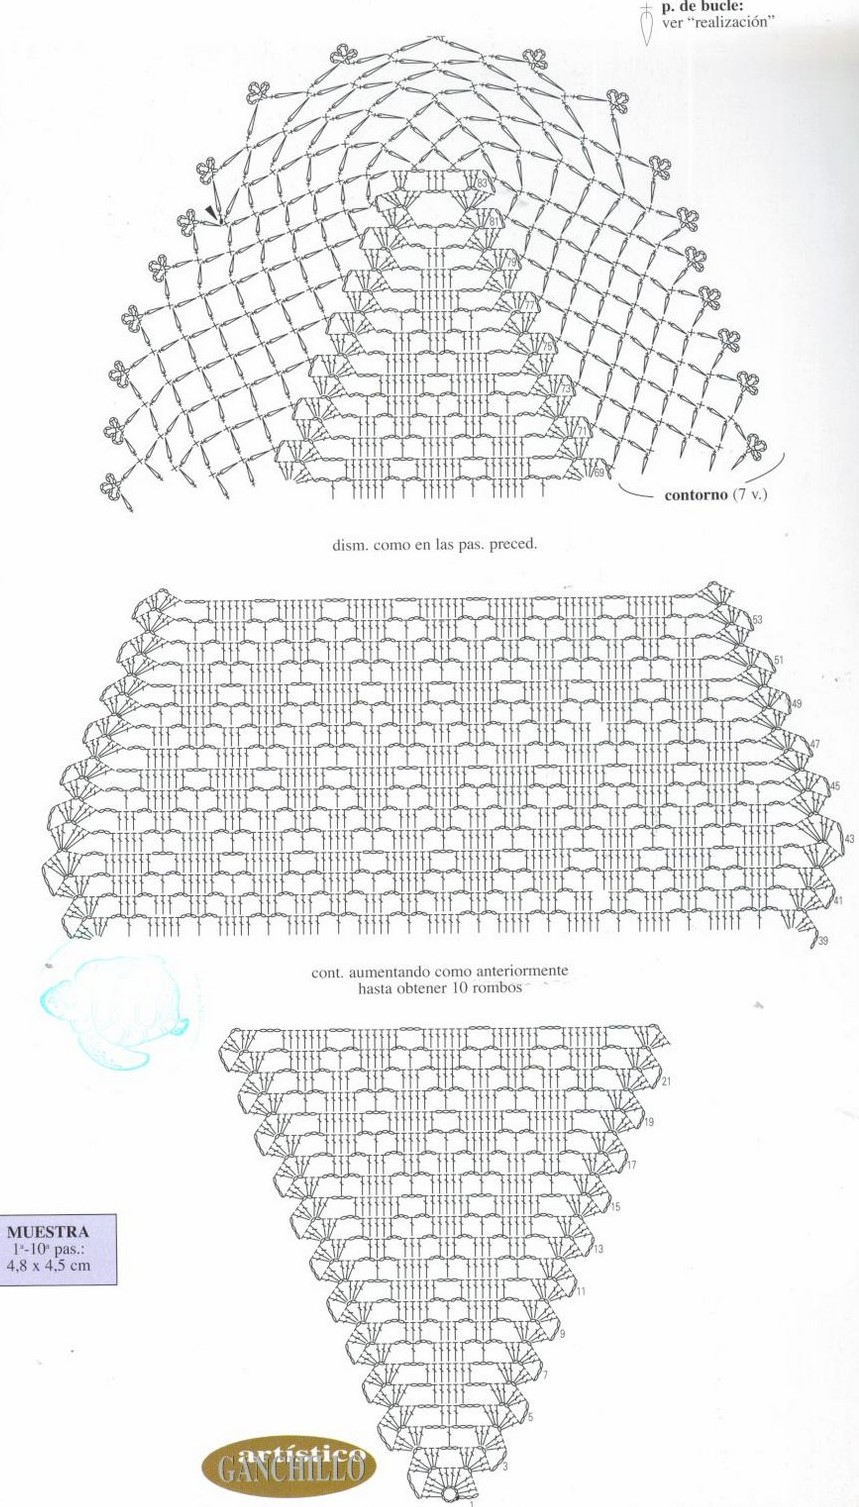 p. de bucle:
ver “realización”
83
81
79
77
75
73
71
69
contorno (7 v.)
dism. como en las pas. preced.
53
51
49
47
45
43
41
39
cont. aumentando como anteriormente
hasta obtener 10 rombos
21
19
17
15
13
11
9
7
5
3
1
MUESTRA
1ª-10ª pas.:
4,8 x 4,5 cm
artístico
GANCHILLO